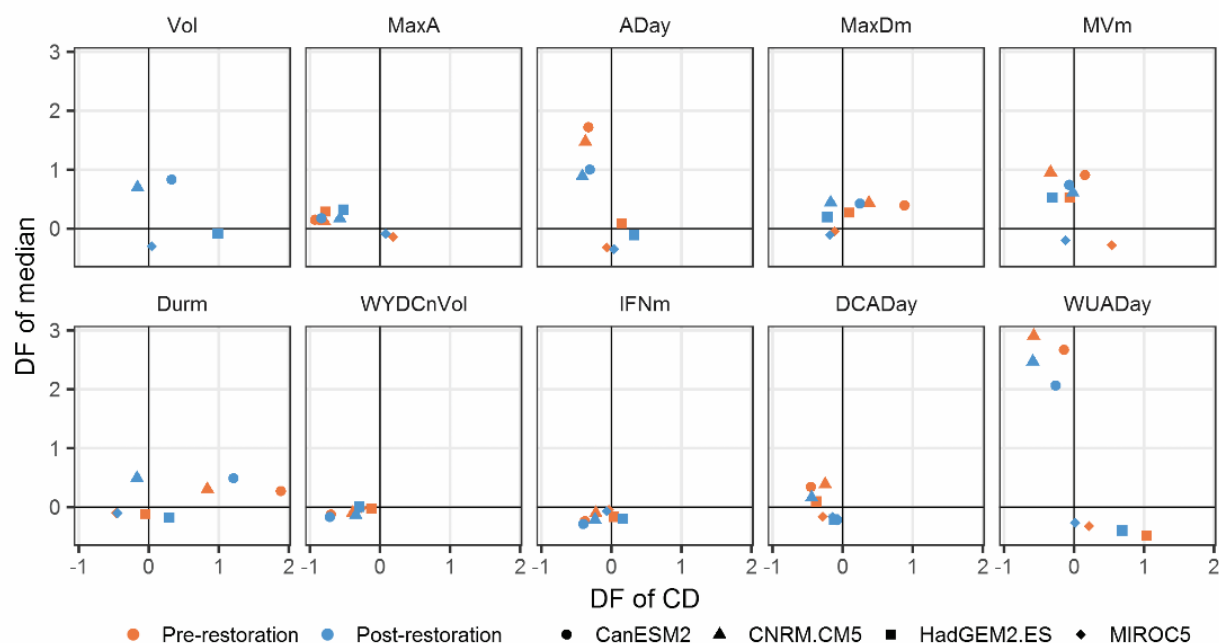 Vol MaxA ADay MaxDm MVm
3
2
1
0
Durm WYDCnVol IFNm DCADay WUADay
3
2
1
0
-1 0 1 2 -1 0 1 2 -1 0 1 2 -1 0 1 2 -1 0 1 2
DF of median
DF of CD
Pre-restoration Post-restoration CanESM2 CNRM.CM5 HadGEM2.ES MIROC5